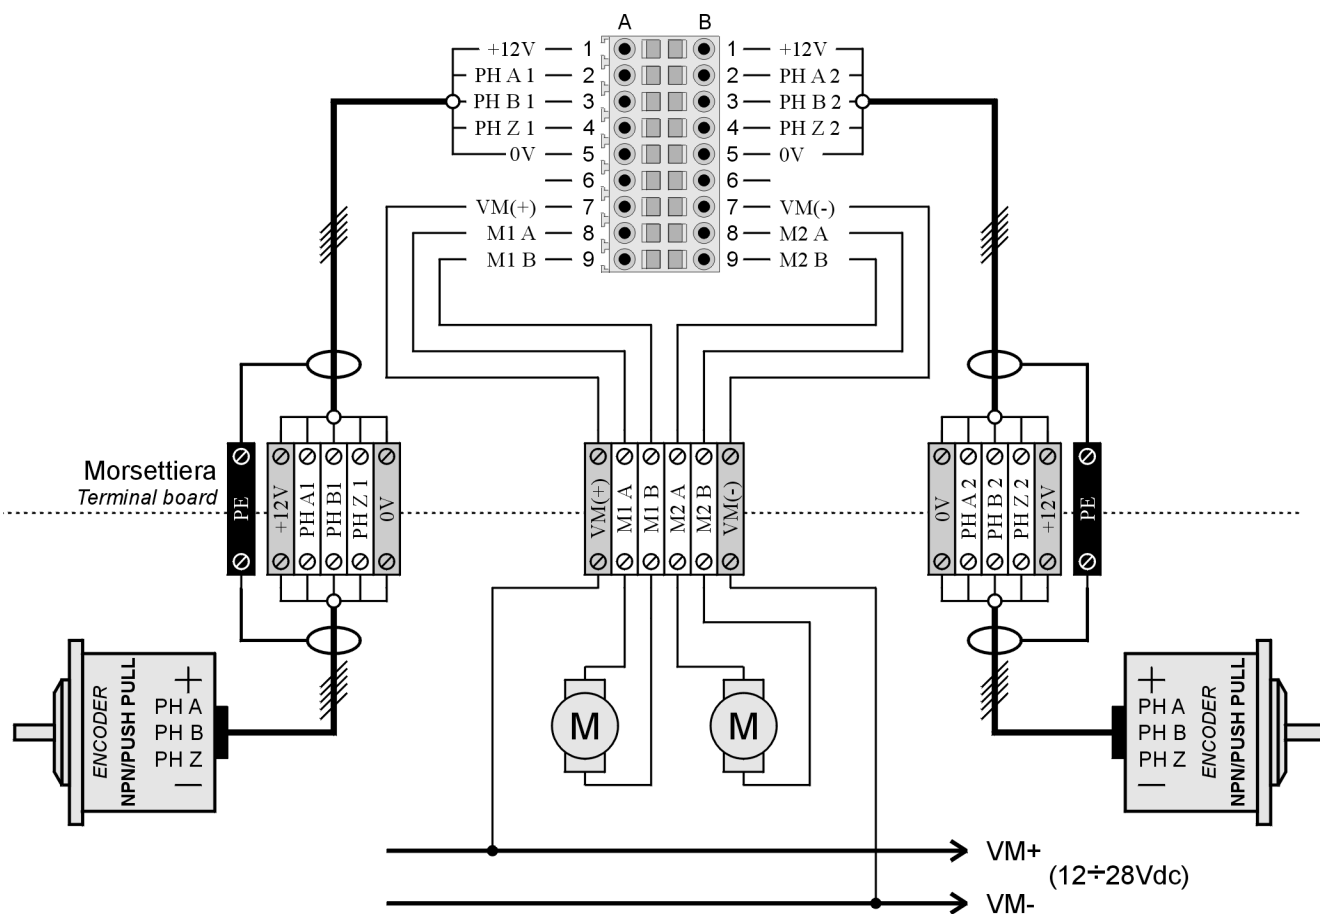 A B
+12V 1 1 +12V
PH A 1 2 2 PH A 2
PH B 1 3 3 PH B 2
PH Z 1 4 4 PH Z 2
0V 5 5 0V
6 6
VM(+) 7 7 VM(-)
M1 A 8 8 M2 A
M1 B 9 9 M2 B
Morsettiera
Terminal board
PE
+12V
PH A1
PH B1
PH Z 1
0V
VM(+)
M1 A
M1 B
M2 A
M2 B
VM(-)
0V
PH A 2
PH B 2
PH Z 2
+12V
PE
ENCODER
NPN/PUSH PULL
+
PH A
PH B
PH Z
—
M
M
+
PH A
PH B
PH Z
—
ENCODER
NPN/PUSH PULL
VM+
(12÷28Vdc)
VM-